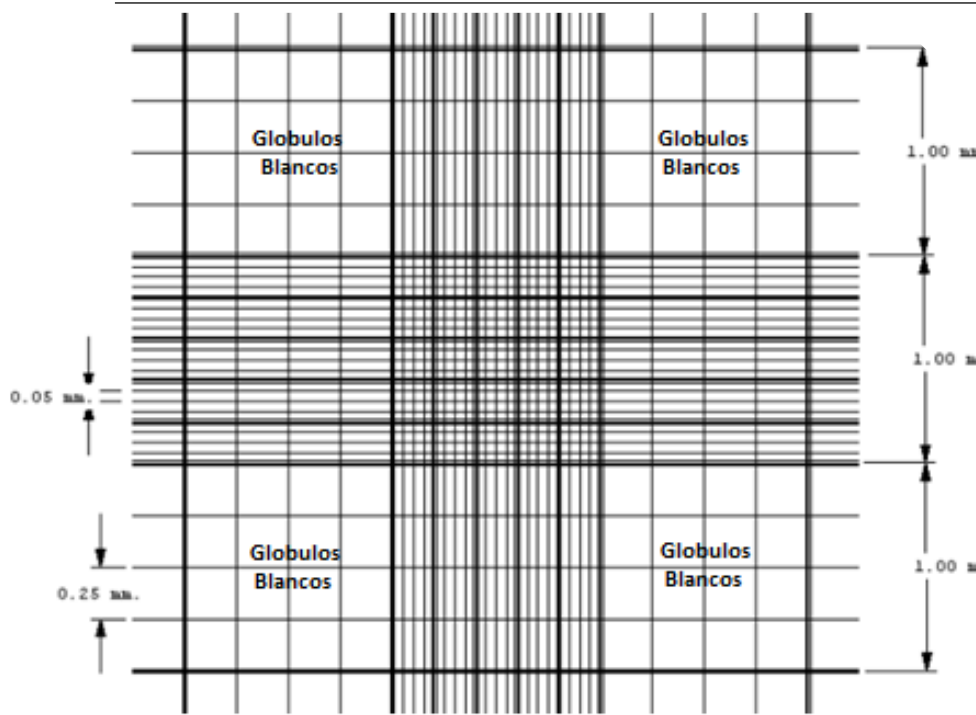 Globulos
Blancos
Globulos
Blancos
1.00 mm
1.00 m
0.05 mm.
Globulos
Blancos
Globulos
Blancos
1.00 m
0.25 mm.